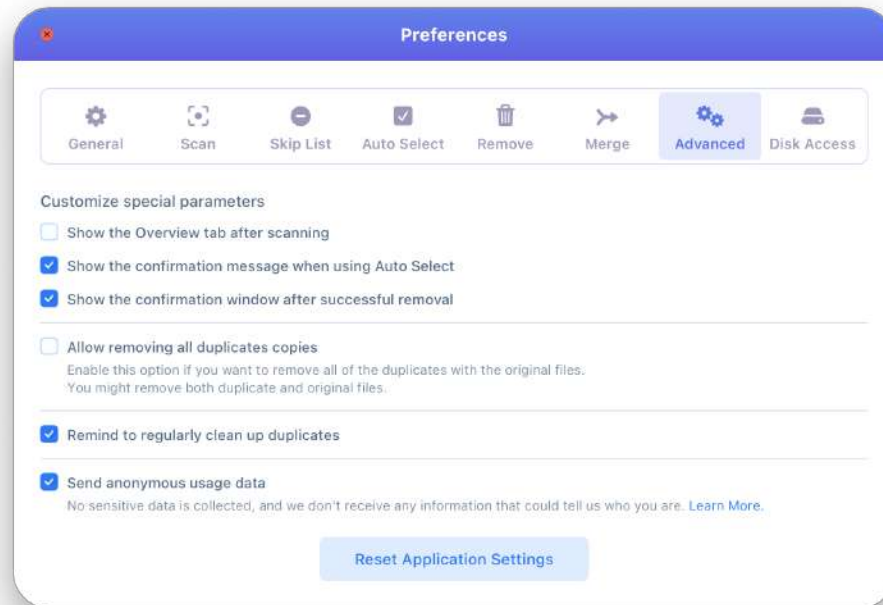 Preferences
General
Scan
Skip List
Auto Select
Remove
Merge
Advanced
Disk Access
Customize special parameters
Show the Overview tab after scanning
Show the confirmation message when using Auto Select
Show the confirmation window after successful removal
Allow removing all duplicates copies
Enable this option if you want to remove all of the duplicates with the original files.
You might remove both duplicate and original files.
Remind to regularly clean up duplicates
Send anonymous usage data
No sensitive data is collected, and we don't receive any information that could tell us who you are. Learn More.
Reset Application Settings